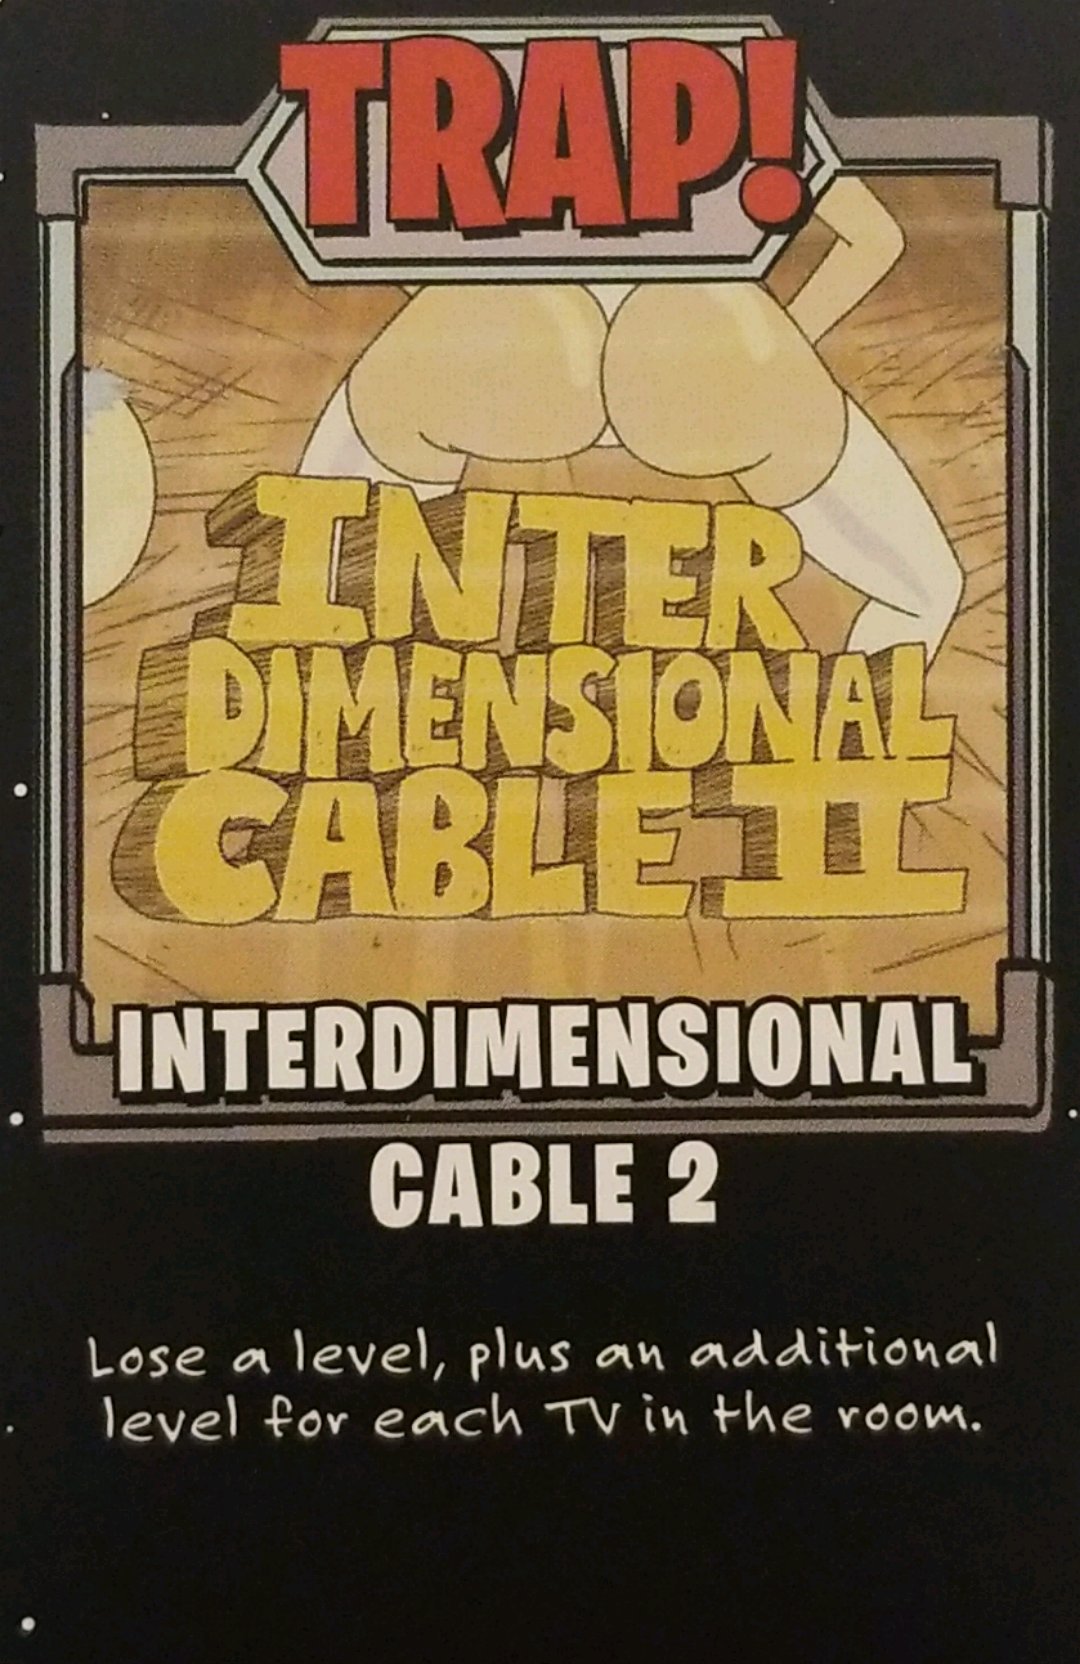 TRAP!
INTER
DIMENSIONAL
CABLE II
INTERDIMENSIONAL
CABLE 2
Lose a level, plus an additional
level for each TV in the room.